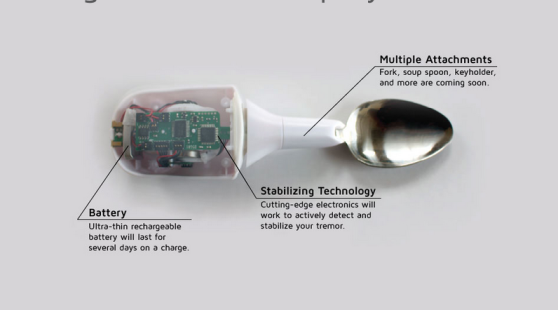 Multiple Attachments
Fork, soup spoon, keyholder,
and more are coming soon.
Stabilizing Technology
Cutting-edge electronics will
work to actively detect and
stabilize your tremor.
Battery
Ultra-thin rechargeable
battery will last for
several days on a charge.